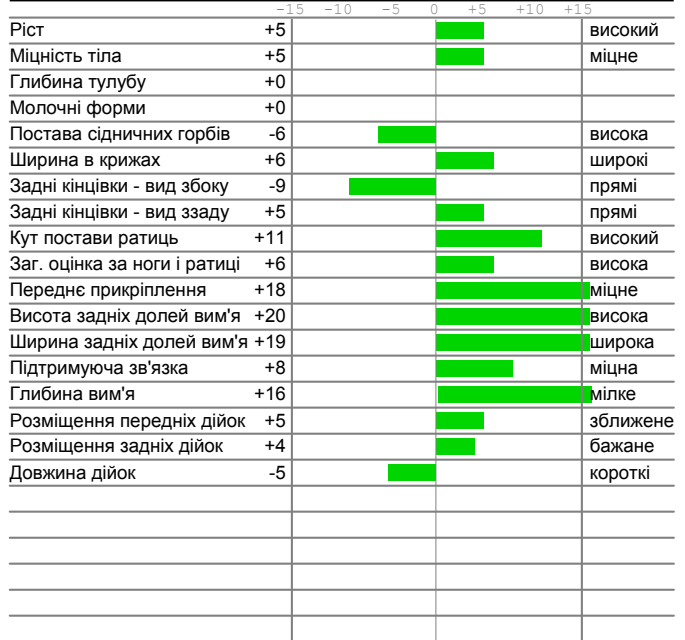 -15 -10 -5 0 +5 +10 +15
Ріст +5 високий
Міцність тіла +5 міцне
Глибина тулубу +0
Молочні форми +0
Постава сідничних горбів -6 висока
Ширина в крижах +6 широкі
Задні кінцівки - вид збоку -9 прямі
Задні кінцівки - вид ззаду +5 прямі
Кут постави ратиць +11 високий
Заг. оцінка за ноги і ратиці +6 висока
Переднє прикріплення +18 міцне
Висота задніх долей вим'я +20 висока
Ширина задніх долей вим'я +19 широка
Підтримуюча зв'язка +8 міцна
Глибина вим'я +16 мілке
Розміщення передніх дійок +5 зближене
Розміщення задніх дійок +4 бажане
Довжина дійок -5 короткі